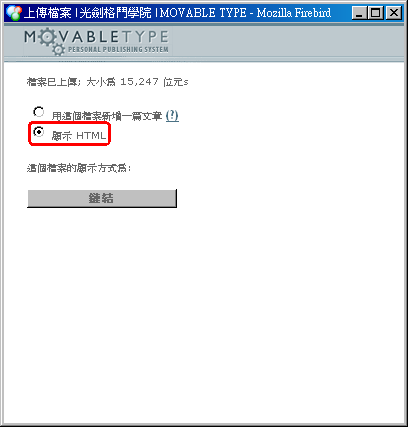 上傳檔案 | 光劍格鬥學院 | MOVABLE TYPE - Mozilla Firebird
MOVABLETYPE
PERSONAL PUBLISHING SYSTEM
檔案已上傳; 大小為 15,247 位元s
用這個檔案新增一篇文章 (?)
顯示 HTML
這個檔案的顯示方式為:
鏈結